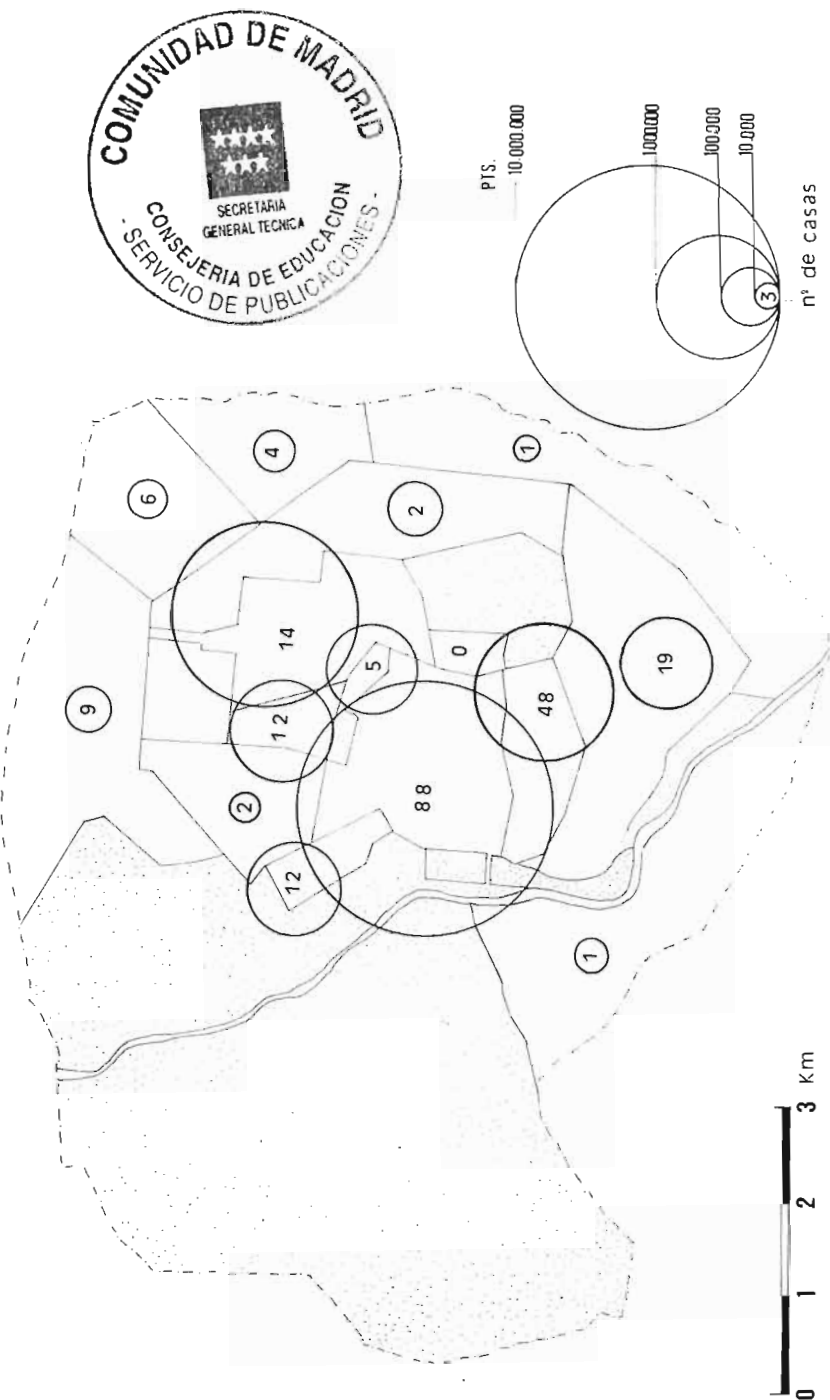 COMUNIDAD DE MADRID
SECRETARIA
GENERAL TECNICA
CONSEJERIA DE EDUCACION
- SERVICIO DE PUBLICACIONES -
PTS.
10.000.000
1.000.000
100.000
10.000
3
nº de casas
9
6
4
2
1
14
12
5
0
2
12
88
48
19
1
0 1 2 3 Km